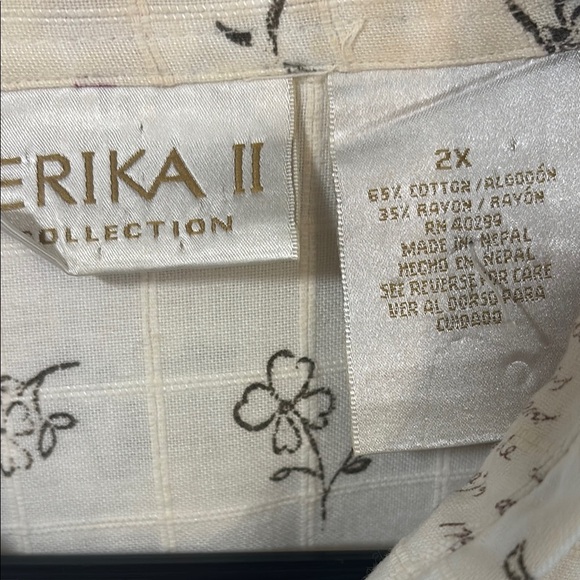 ERIKA II
COLLECTION
2X
65% COTTON/ALGODÓN
35% RAYON/RAYÓN
RN 40299
MADE IN NEPAL
HECHO EN NEPAL
SEE REVERSE FOR CARE
VER AL DORSO PARA
CUIDADO